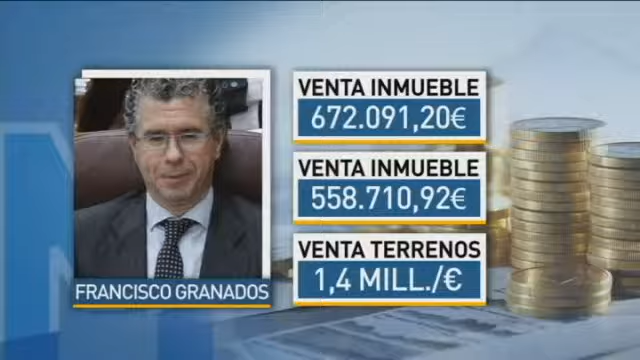 FRANCISCO GRANADOS
VENTA INMUEBLE
672.091,20€
VENTA INMUEBLE
558.710,92€
VENTA TERRENOS
1,4 MILL./€